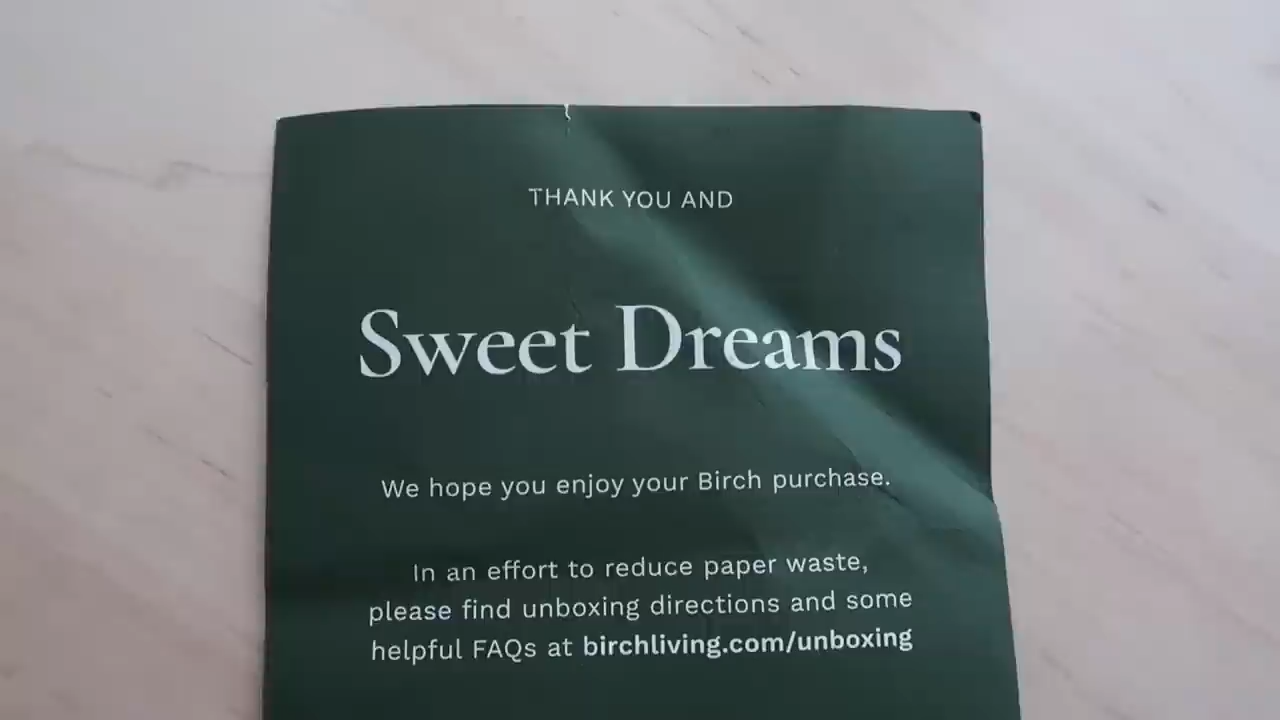 THANK YOU AND
Sweet Dreams
We hope you enjoy your Birch purchase.
In an effort to reduce paper waste,
please find unboxing directions and some
helpful FAQs at birchliving.com/unboxing